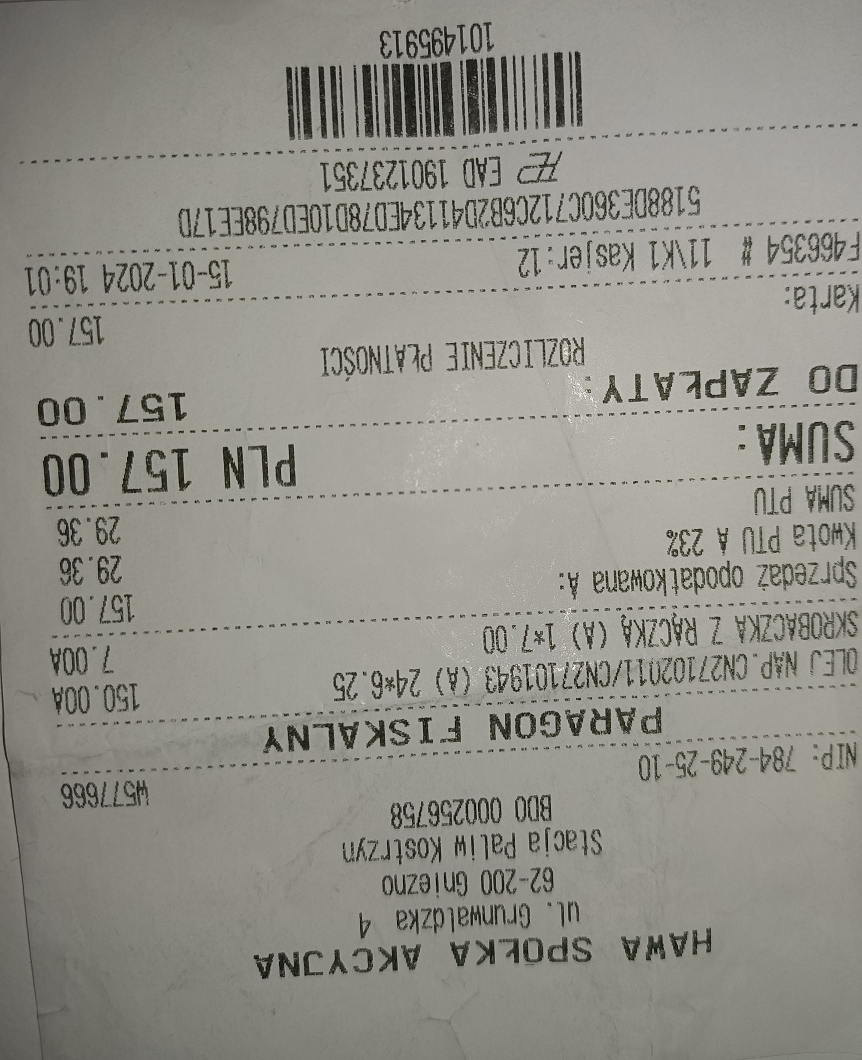 HAWA SPÓŁKA AKCYJNA
ul. Grunwaldzka 4
62-200 Gniezno
Stacja Paliw Kostrzyn
BDO 000256758
NIP: 784-249-25-10 W577666
PARAGON FISKALNY
OLEJ NAP.CN27102011/CN27101943 (A) 24*6.25 150.00A
SKROBACZKA Z RĄCZKĄ (A) 1*7.00 7.00A
Sprzedaż opodatkowana A: 157.00
Kwota PTU A 23% 29.36
SUMA PTU 29.36
SUMA: PLN 157.00
DO ZAPŁATY: 157.00
ROZLICZENIE PŁATNOŚCI
Karta: 157.00
F466354 # 11\K1 Kasjer:12 15-01-2024 19:01
5188DE360C712C6B2D41134ED78D10ED798EE17D
EAD 1901237351
101495913